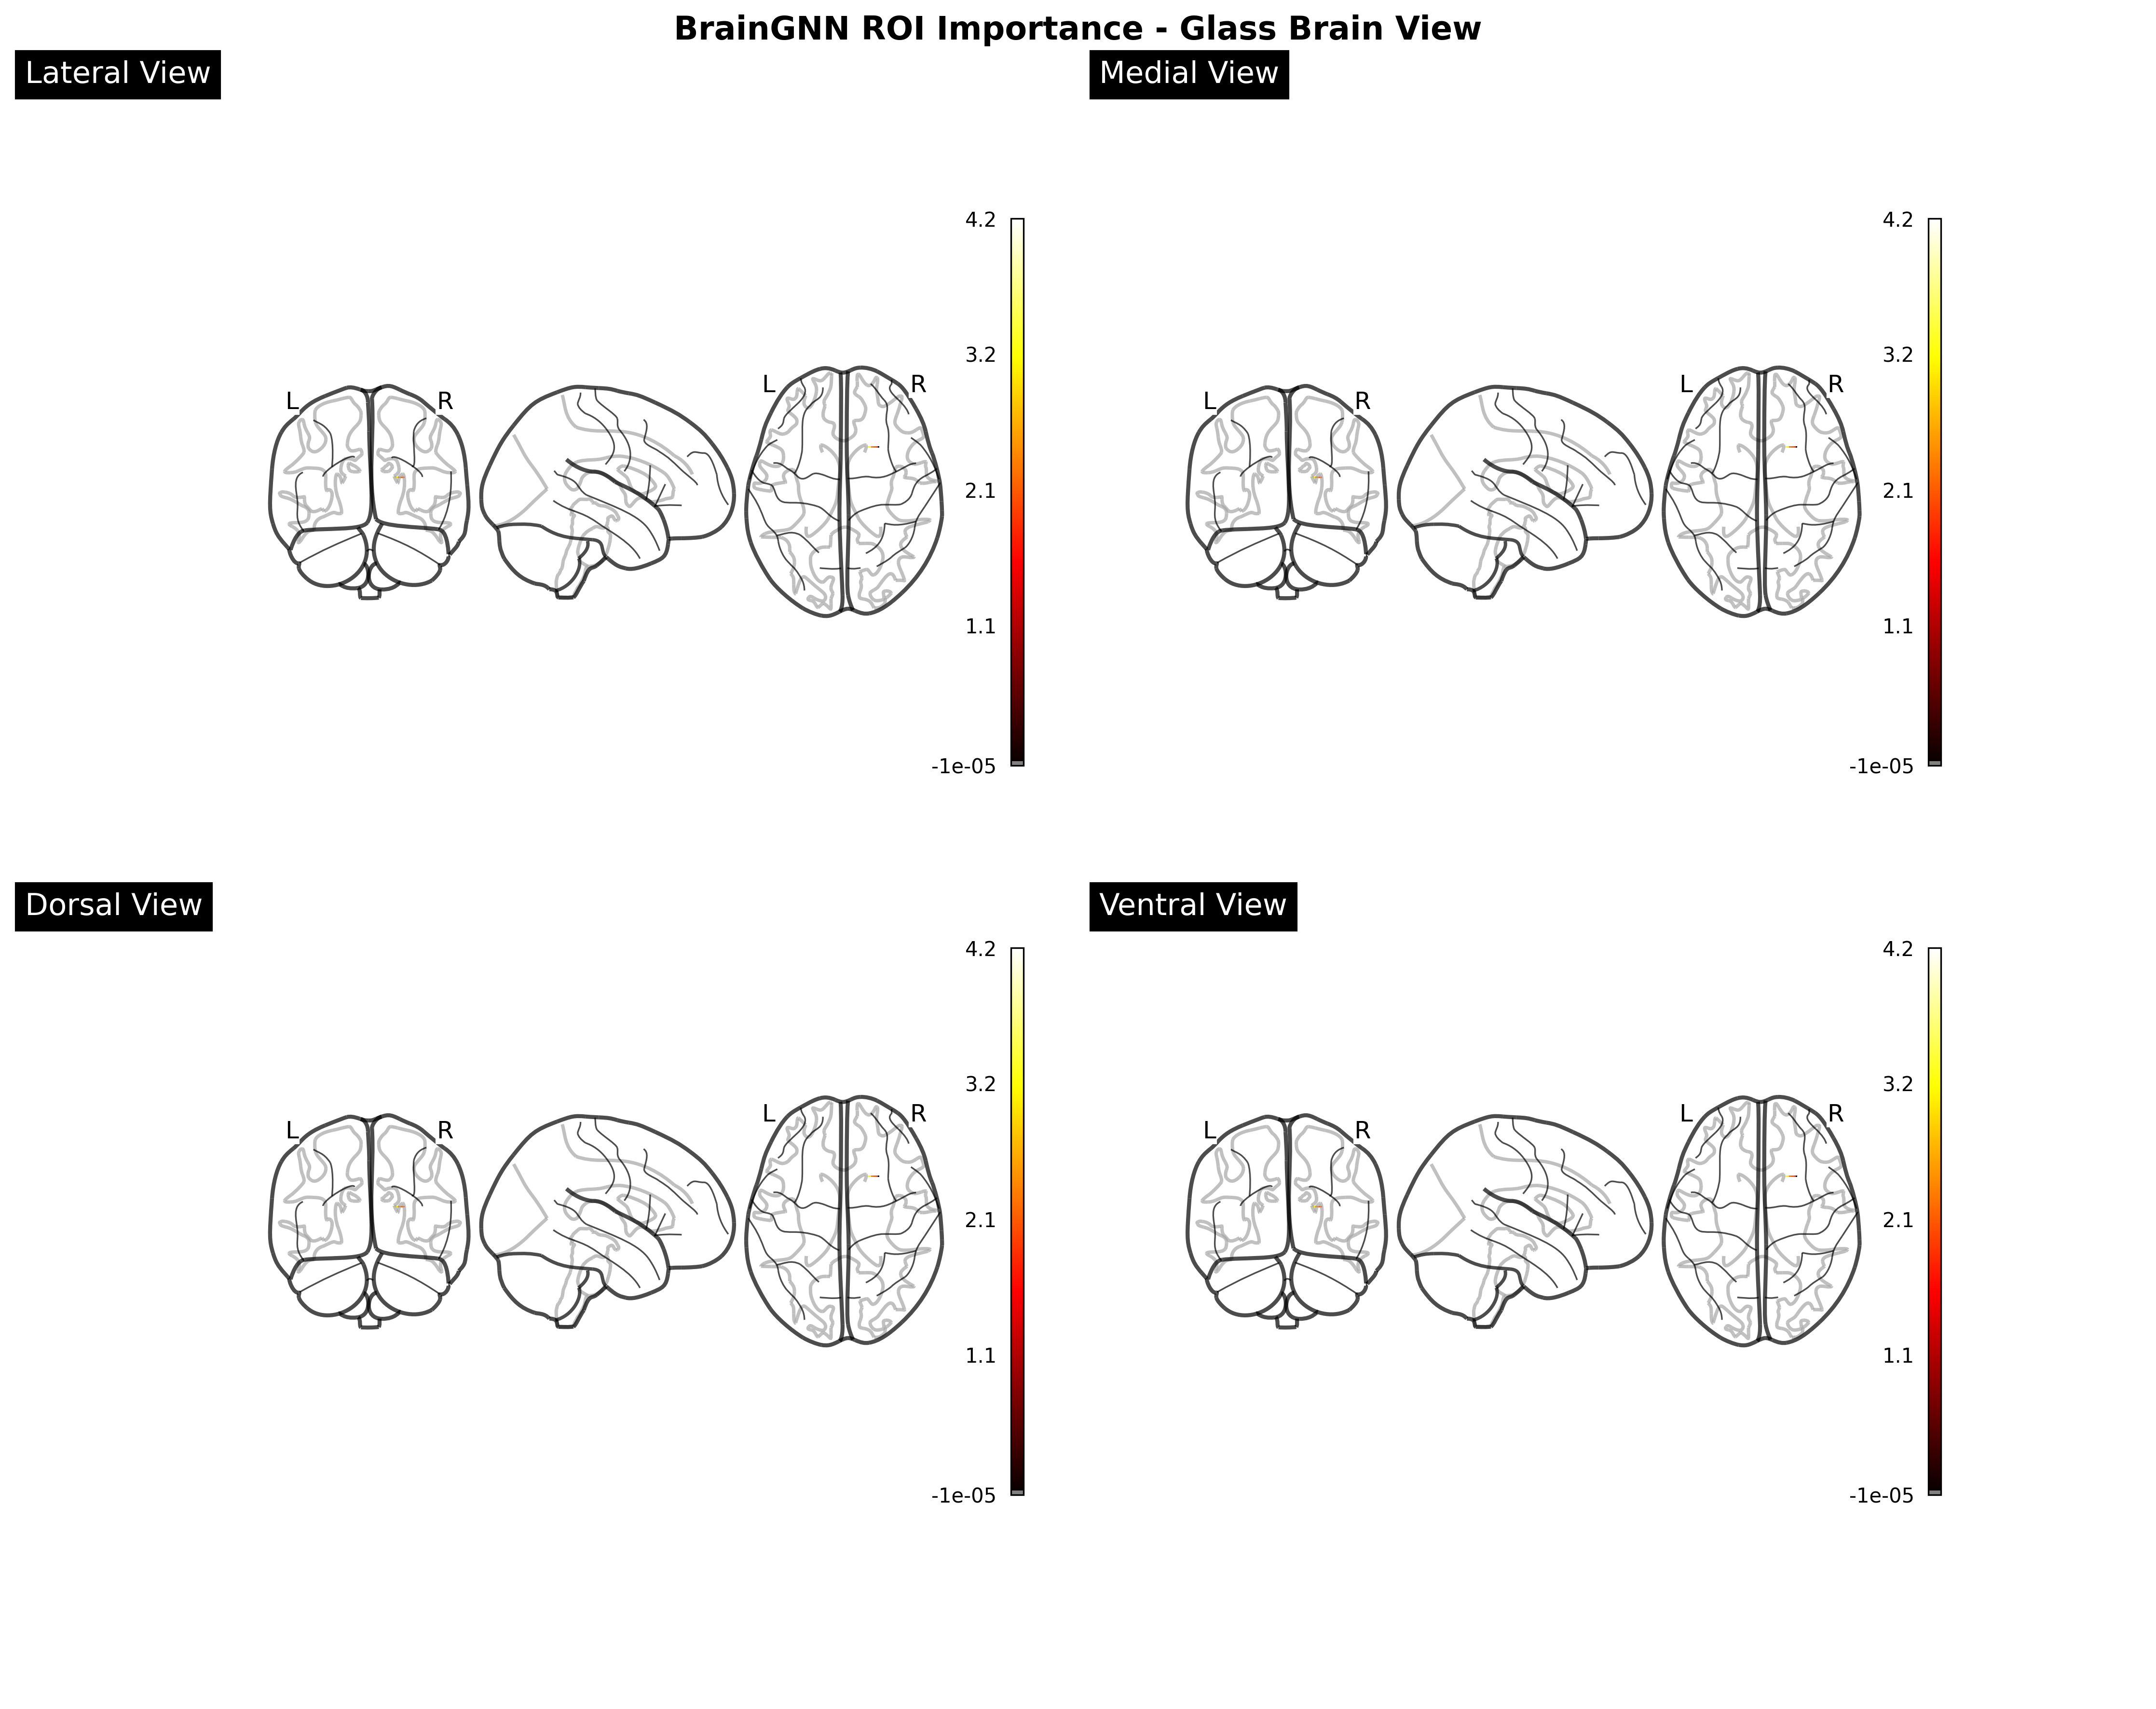 BrainGNN ROI Importance - Glass Brain View
Lateral View
4.2
3.2
L R L R
2.1
1.1
-1e-05
Medial View
4.2
3.2
L R L R
2.1
1.1
-1e-05
Dorsal View
4.2
3.2
L R L R
2.1
1.1
-1e-05
Ventral View
4.2
3.2
L R L R
2.1
1.1
-1e-05